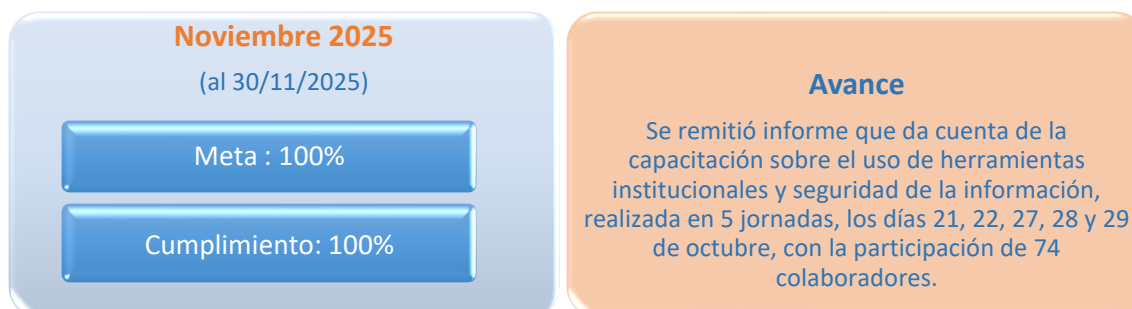 Noviembre 2025
(al 30/11/2025)
Meta : 100%
Cumplimiento: 100%
Avance
Se remitió informe que da cuenta de la
capacitación sobre el uso de herramientas
institucionales y seguridad de la información,
realizada en 5 jornadas, los días 21, 22, 27, 28 y 29
de octubre, con la participación de 74
colaboradores.